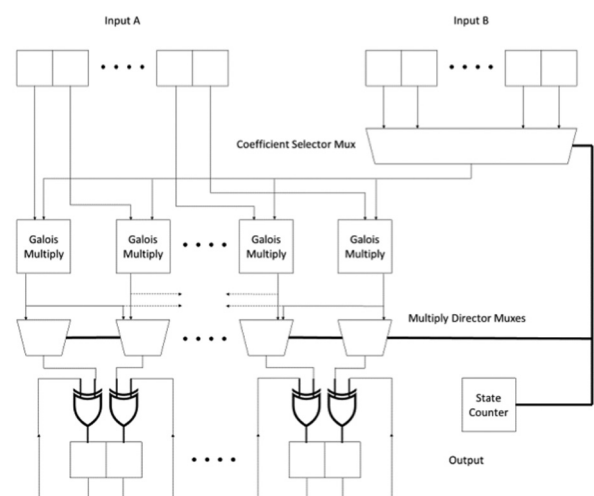 Input A
Input B
Coefficient Selector Mux
Galois
Multiply
Galois
Multiply
Galois
Multiply
Galois
Multiply
Multiply Director Muxes
State
Counter
Output